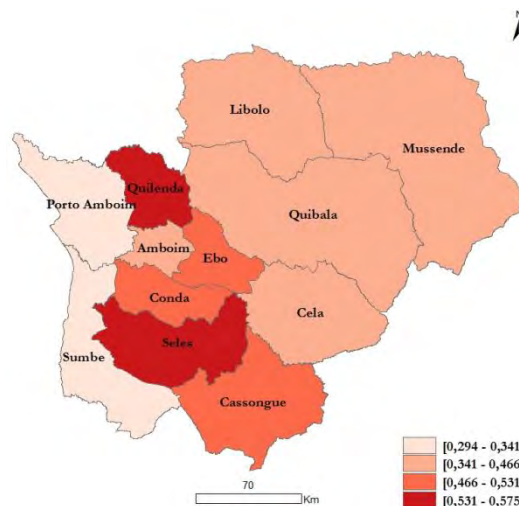 N
Libolo
Mussende
Quilenda
Porto Amboim
Quibala
Amboim
Ebo
Conda
Cela
Seles
Sumbe
Cassongue
[0,294 - 0,341
[0,341 - 0,466
[0,466 - 0,531
[0,531 - 0,575
70
Km